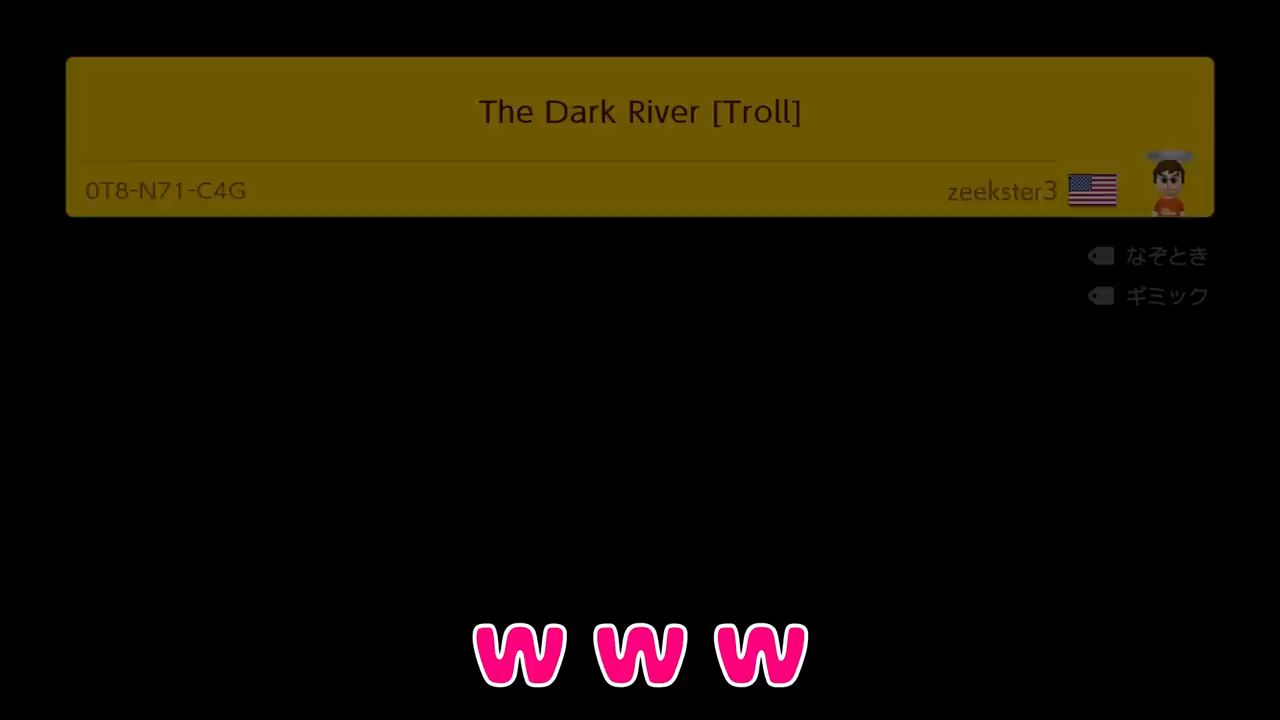 The Dark River [Troll]
0T8-N71-C4G
zeekster3
なぞとき
ギミック
w w w